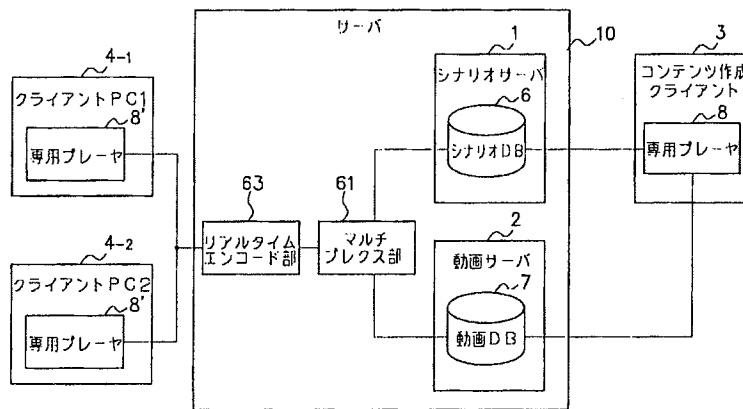 サーバ
10
4-1
クライアントPC1
8'
専用プレーヤ
4-2
クライアントPC2
8'
専用プレーヤ
63
リアルタイム
エンコード部
61
マルチ
プレクス部
1
シナリオサーバ
6
シナリオDB
2
動画サーバ
7
動画DB
3
コンテンツ作成
クライアント
8
専用プレーヤ